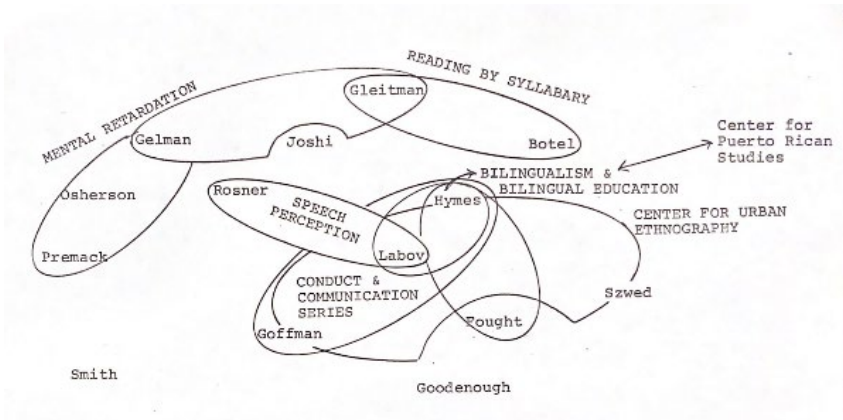 READING BY SYLLABARY
MENTAL RETARDATION
Gleitman
Gelman
Joshi
Botel
Center for
Puerto Rican
Studies
Osherson
Premack
Rosner
SPEECH
PERCEPTION
Hymes
Labov
BILINGUALISM &
BILINGUAL EDUCATION
CENTER FOR URBAN
ETHNOGRAPHY
CONDUCT &
COMMUNICATION
SERIES
Goffman
Fought
Szwed
Smith
Goodenough